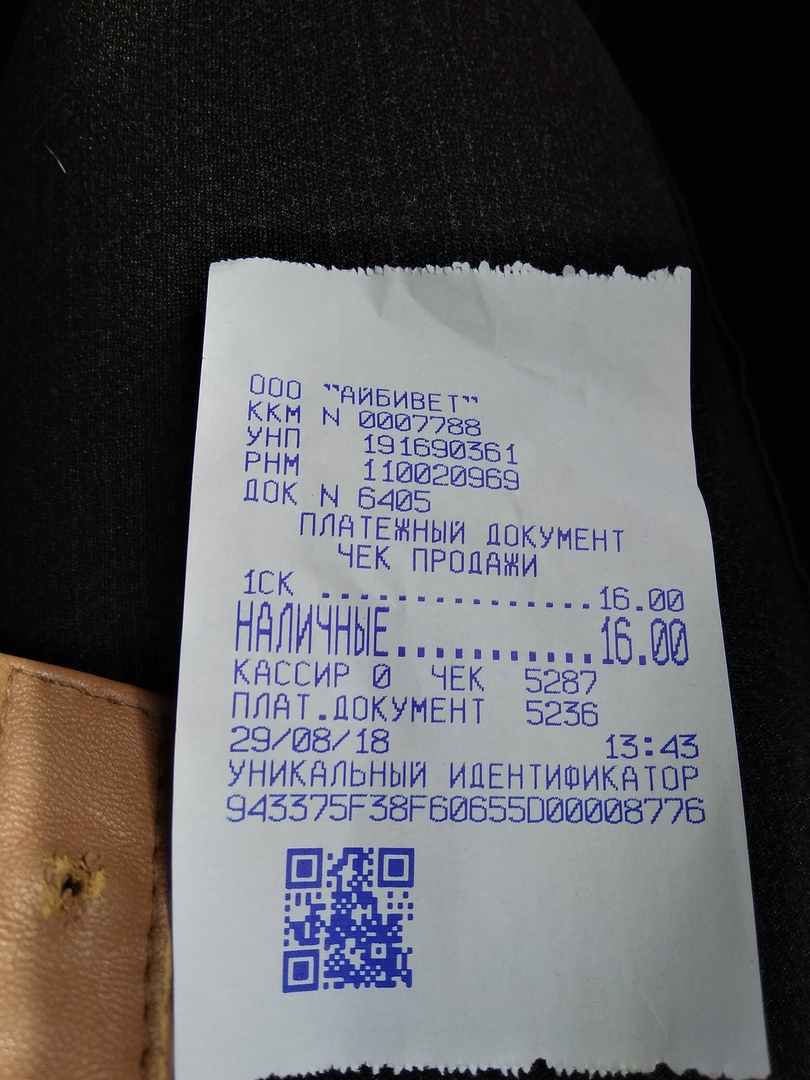 ООО "АЙБИВЕТ"
ККМ N 0007788
УНП 191690361
РНМ 110020969
ДОК N 6405
ПЛАТЕЖНЫЙ ДОКУМЕНТ
ЧЕК ПРОДАЖИ
1СК ...............16.00
НАЛИЧНЫЕ...........16.00
КАССИР 0 ЧЕК 5287
ПЛАТ.ДОКУМЕНТ 5236
29/08/18 13:43
УНИКАЛЬНЫЙ ИДЕНТИФИКАТОР
943375F38F60655D00008776